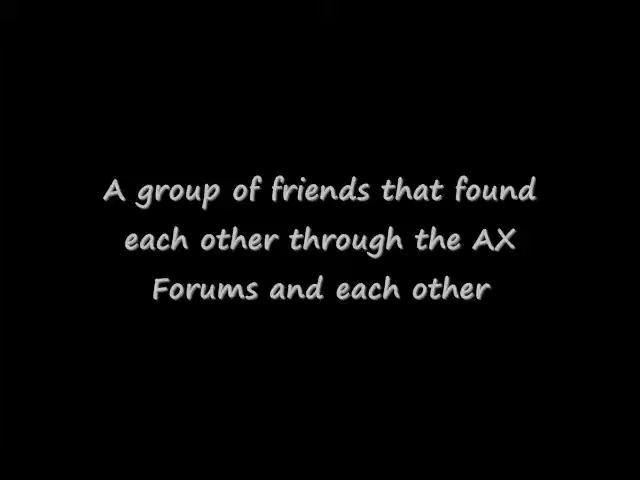 A group of friends that found
each other through the AX
Forums and each other